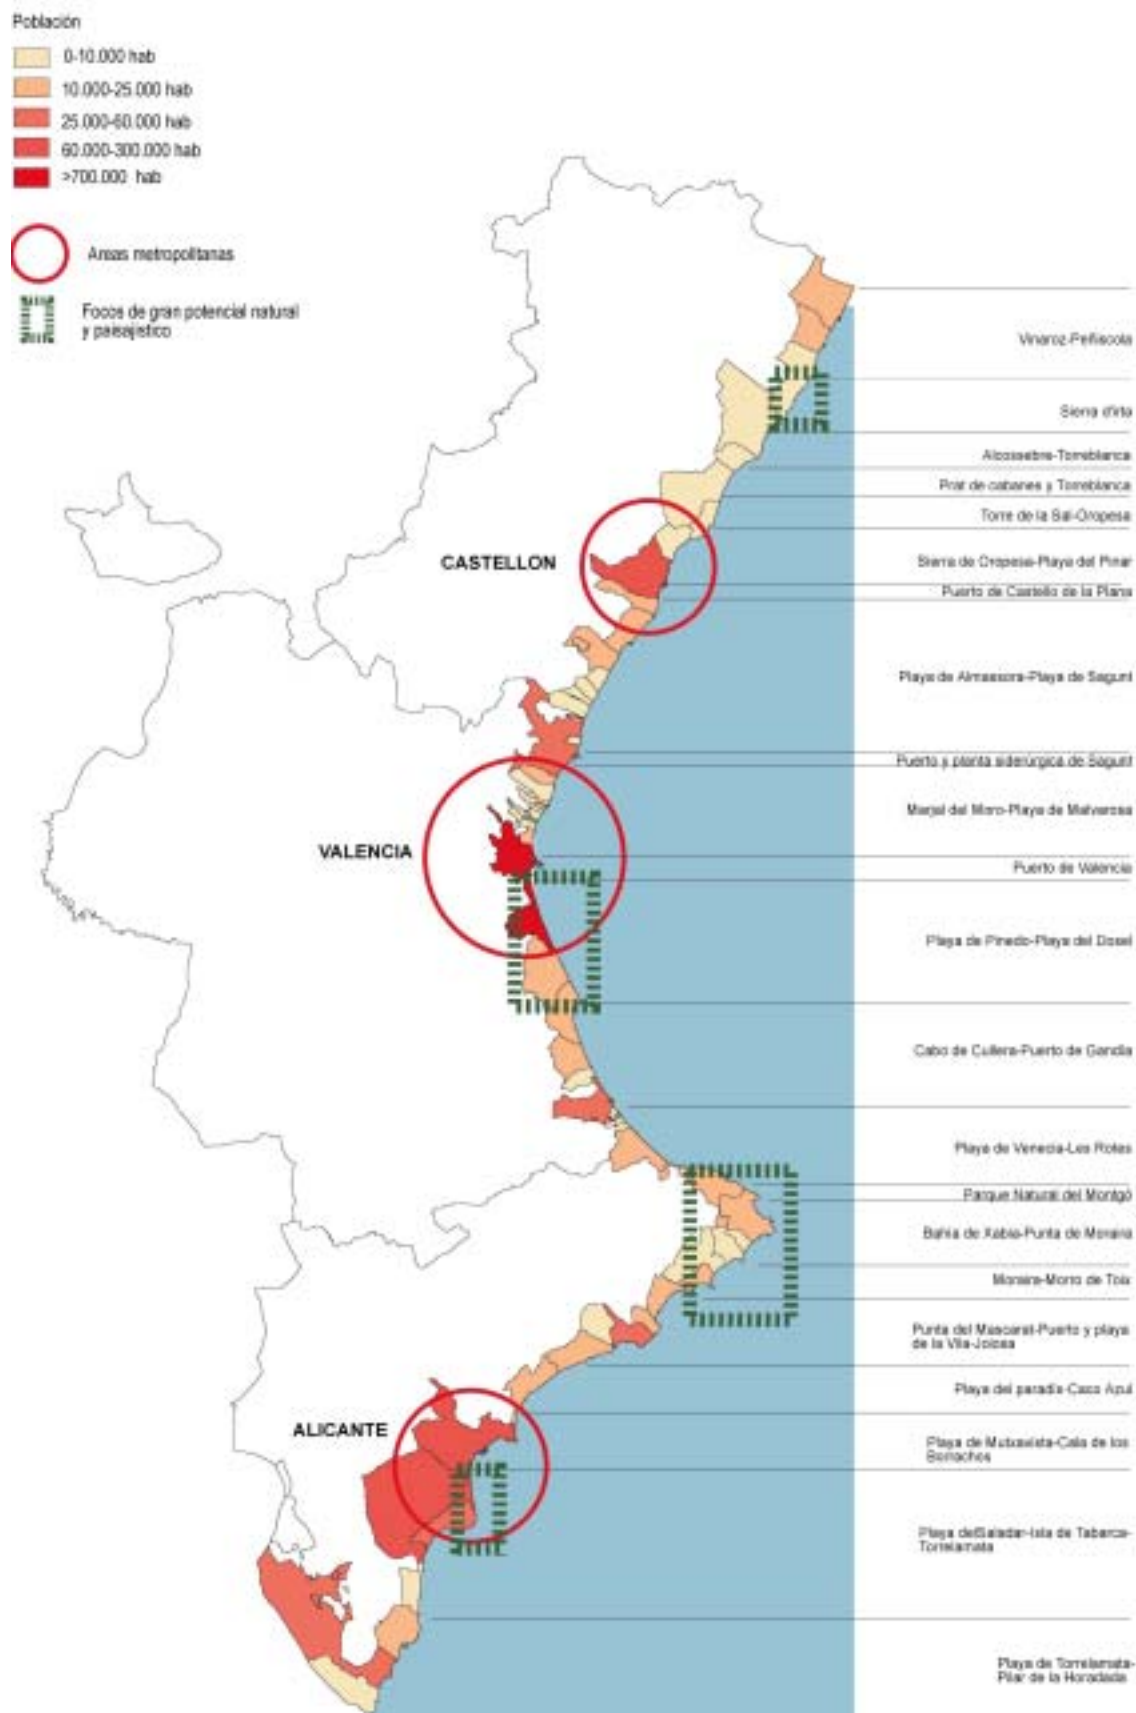 Población
0-10.000 hab
10.000-25.000 hab
25.000-60.000 hab
60.000-300.000 hab
>700.000 hab
Areas metropolitanas
Focos de gran potencial natural
y paisajístico
Vinaroz-Peñiscola
Sierra d'irta
Alcossebre-Torreblanca
Prat de cabanes y Torreblanca
Torre de la Sal-Oropesa
CASTELLON
Sierra de Oropesa-Playa del Pinar
Puerto de Castello de la Plana
Playa de Almassora-Playa de Sagunt
Puerto y planta siderúrgica de Sagunt
Marjal del Moro-Playa de Malvarosa
VALENCIA
Puerto de Valencia
Playa de Pinedo-Playa del Dosel
Cabo de Cullera-Puerto de Gandía
Playa de Venecia-Les Rotes
Parque Natural del Montgó
Bahía de Xabia-Punta de Moraira
Moraira-Morro de Toix
Punta del Mascarat-Puerto y playa
de la Vila-Joiosa
Playa del paradís-Caso Azul
ALICANTE
Playa de Mutxavista-Cala de los
Borrachos
Playa delSaladar-Isla de Tabarca-
Torrelamata
Playa de Torrelamata-
Pilar de la Horadada